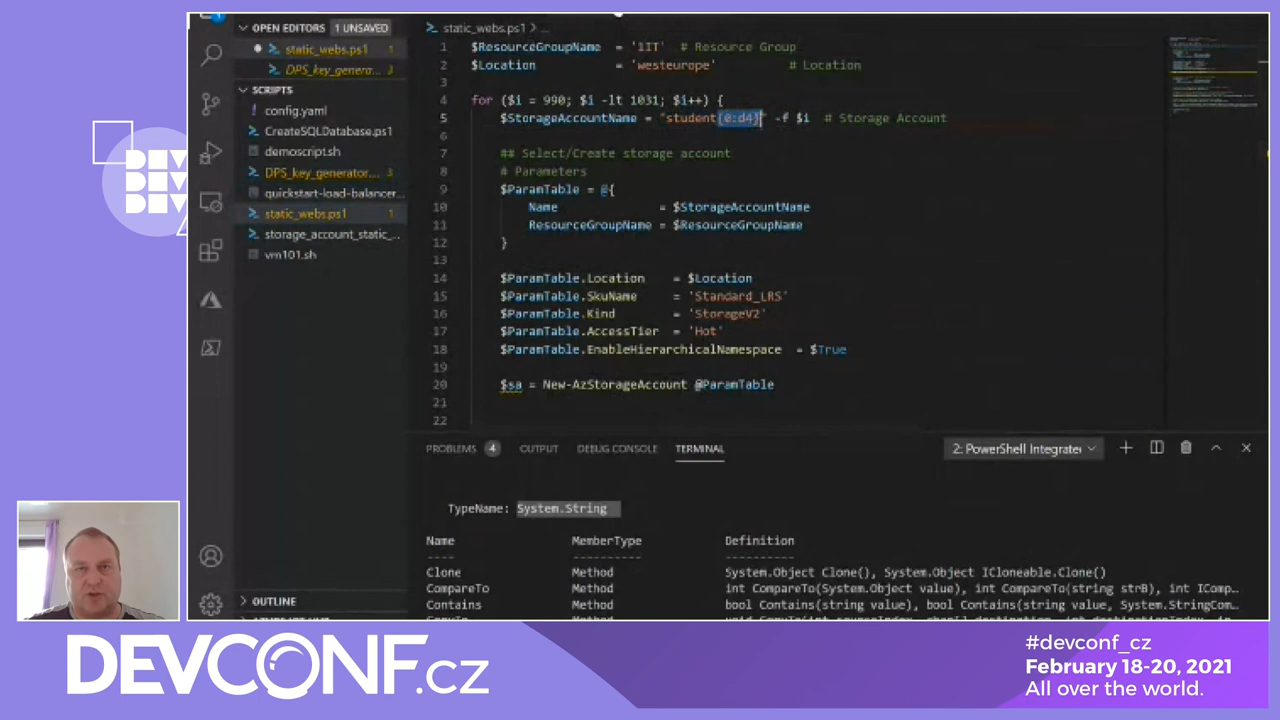 OPEN EDITORS 1 UNSAVED
static_webs.ps1 1
DPS_key_genera... 3
SCRIPTS
config.yaml
CreateSQLDatabase.ps1
demoscript.sh
DPS_key_generator... 3
quickstart-load-balancer...
static_webs.ps1 1
storage_account_static_...
vm101.sh
OUTLINE
static_webs.ps1 > ...
1 $ResourceGroupName = '1IT' # Resource Group
2 $Location = 'westeurope' # Location
3
4 for ($i = 990; $i -lt 1031; $i++) {
5 $StorageAccountName = "student{0:d4}" -f $i # Storage Account
6
7 ## Select/Create storage account
8 # Parameters
9 $ParamTable = @{
10 Name = $StorageAccountName
11 ResourceGroupName = $ResourceGroupName
12 }
13
14 $ParamTable.Location = $Location
15 $ParamTable.SkuName = 'Standard_LRS'
16 $ParamTable.Kind = 'StorageV2'
17 $ParamTable.AccessTier = 'Hot'
18 $ParamTable.EnableHierarchicalNamespace = $True
19
20 $sa = New-AzStorageAccount @ParamTable
21
22
PROBLEMS 4 OUTPUT DEBUG CONSOLE TERMINAL 2: PowerShell Integrate
TypeName: System.String
Name MemberType Definition
---- ---------- ----------
Clone Method System.Object Clone(), System.Object ICloneable.Clone()
CompareTo Method int CompareTo(System.Object value), int CompareTo(string strB), int IComp...
Contains Method bool Contains(string value), bool Contains(string value, System.StringCom...
DEV
DEV
DEV
DEVCONF.cz
#devconf_cz
February 18-20, 2021
All over the world.